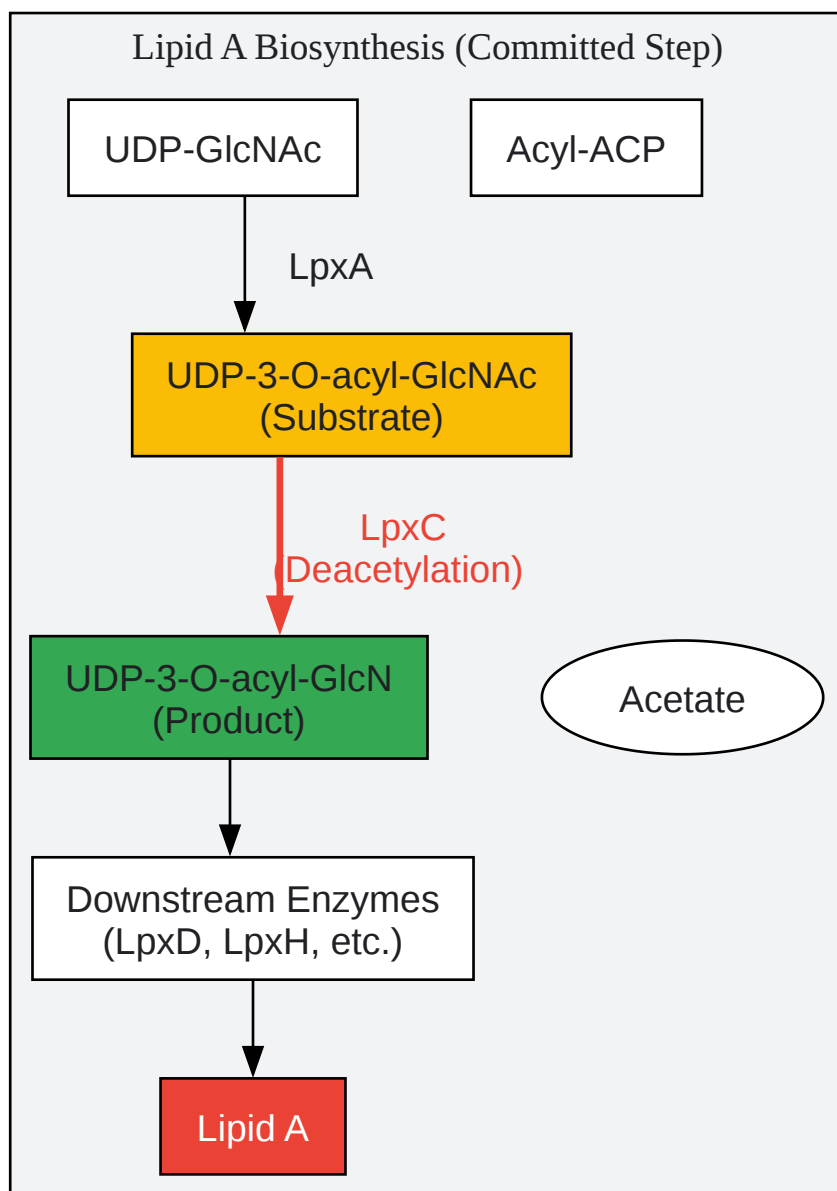 Lipid A Biosynthesis (Committed Step)
UDP-GlcNAc
Acyl-ACP
LpxA
UDP-3-O-acyl-GlcNAc
(Substrate)
LpxC
(Deacetylation)
UDP-3-O-acyl-GlcN
(Product)
Acetate
Downstream Enzymes
(LpxD, LpxH, etc.)
Lipid A